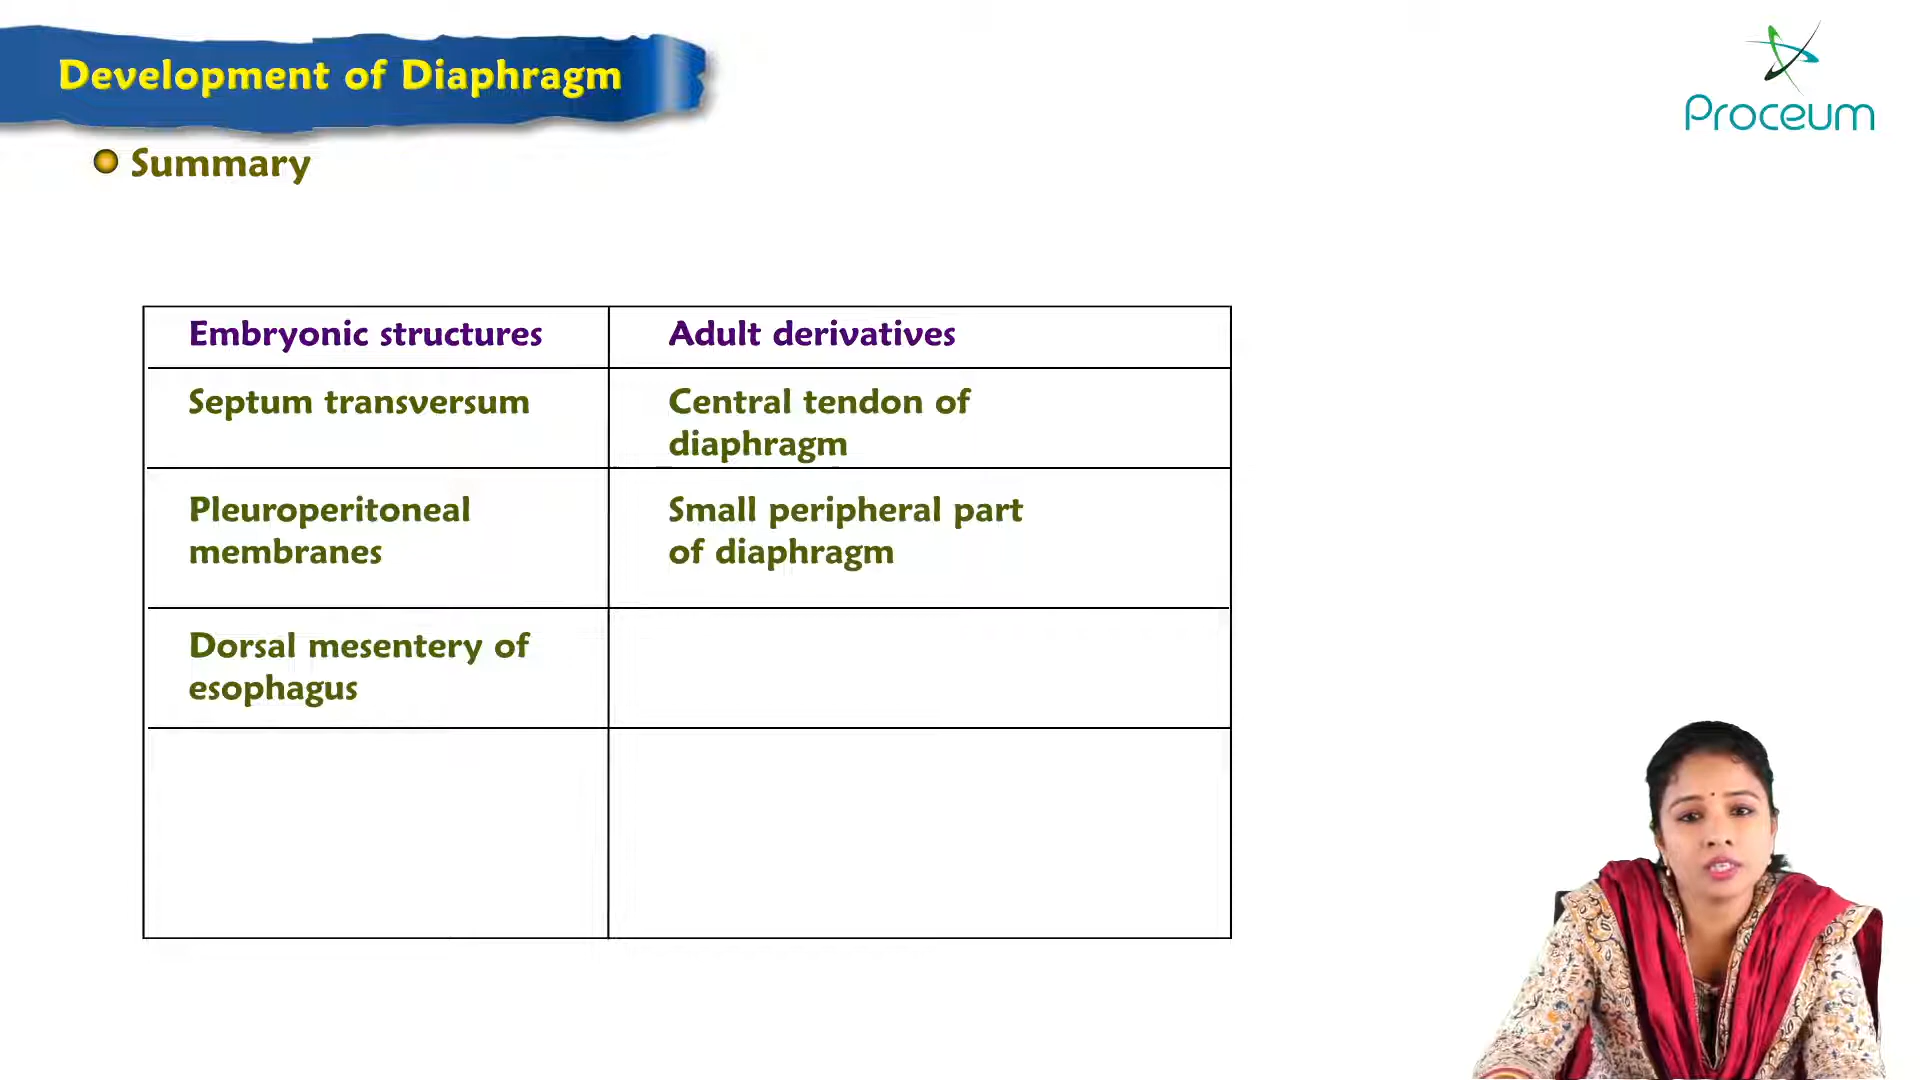 Development of Diaphragm
Proceum
Summary
Embryonic structures
Adult derivatives
Septum transversum
Central tendon of
diaphragm
Pleuroperitoneal
membranes
Small peripheral part
of diaphragm
Dorsal mesentery of
esophagus